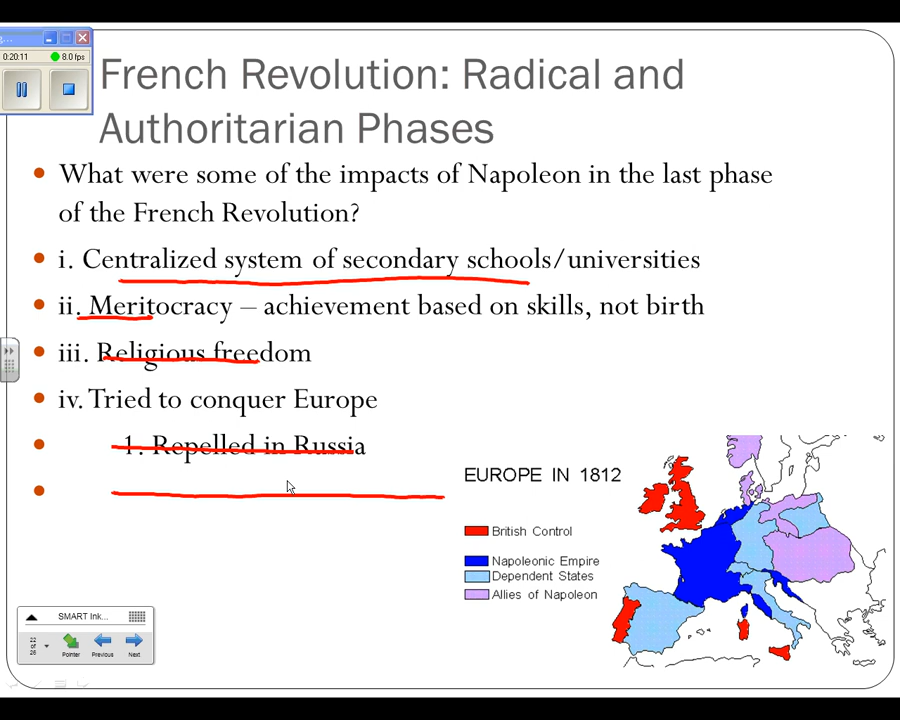 0:20:11
8.0 fps
French Revolution: Radical and
Authoritarian Phases
What were some of the impacts of Napoleon in the last phase
of the French Revolution?
i. Centralized system of secondary schools/universities
ii. Meritocracy – achievement based on skills, not birth
iii. Religious freedom
iv. Tried to conquer Europe
1. Repelled in Russia
EUROPE IN 1812
British Control
Napoleonic Empire
Dependent States
Allies of Napoleon
SMART Ink...
22
of
26
Pointer Previous Next